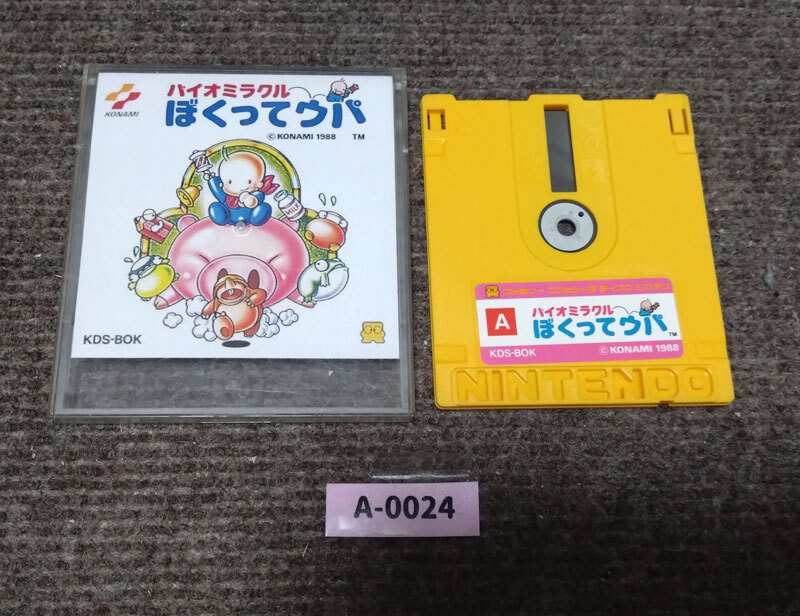 KONAMI
バイオミラクル
ぼくってウパ
© KONAMI 1988 TM
MILK
KDS-BOK
ファミリー コンピュータ ディスク システム
A
バイオミラクル
ぼくってウパ TM
KDS-BOK © KONAMI 1988
NINTENDO
A-0024